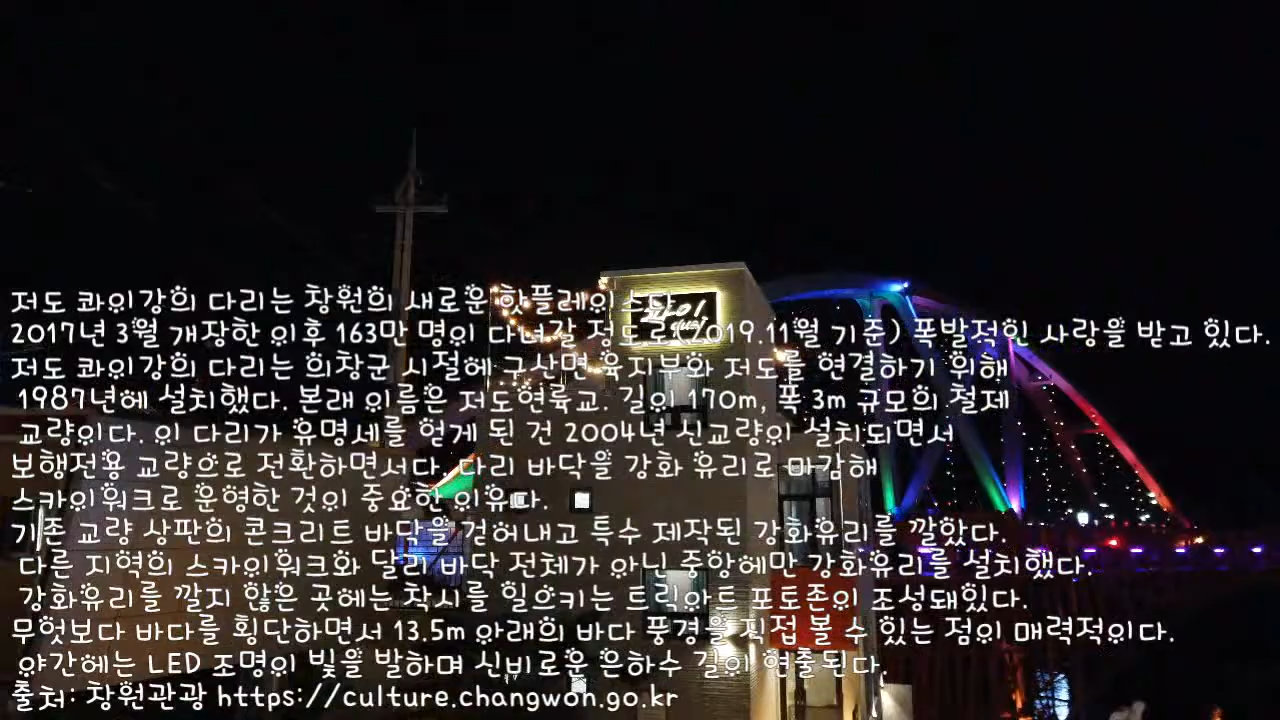 저도 콰이강의 다리는 창원의 새로운 핫플레이스다.
콰이
quai
2017년 3월 개장한 이후 163만 명이 다녀갈 정도로(2019.11월 기준) 폭발적인 사랑을 받고 있다.
저도 콰이강의 다리는 의창군 시절에 구산면 육지부와 저도를 연결하기 위해
1987년에 설치했다. 본래 이름은 저도연륙교. 길이 170m, 폭 3m 규모의 철제
교량이다. 이 다리가 유명세를 얻게 된 건 2004년 신교량이 설치되면서
보행전용 교량으로 전환하면서다. 다리 바닥을 강화 유리로 마감해
스카이워크로 운영한 것이 중요한 이유다.
기존 교량 상판의 콘크리트 바닥을 걷어내고 특수 제작된 강화유리를 깔았다.
다른 지역의 스카이워크와 달리 바닥 전체가 아닌 중앙에만 강화유리를 설치했다.
강화유리를 깔지 않은 곳에는 착시를 일으키는 트릭아트 포토존이 조성돼있다.
무엇보다 바다를 횡단하면서 13.5m 아래의 바다 풍경을 직접 볼 수 있는 점이 매력적이다.
야간에는 LED 조명이 빛을 발하며 신비로운 은하수 길이 연출된다.
출처: 창원관광 https://culture.changwon.go.kr